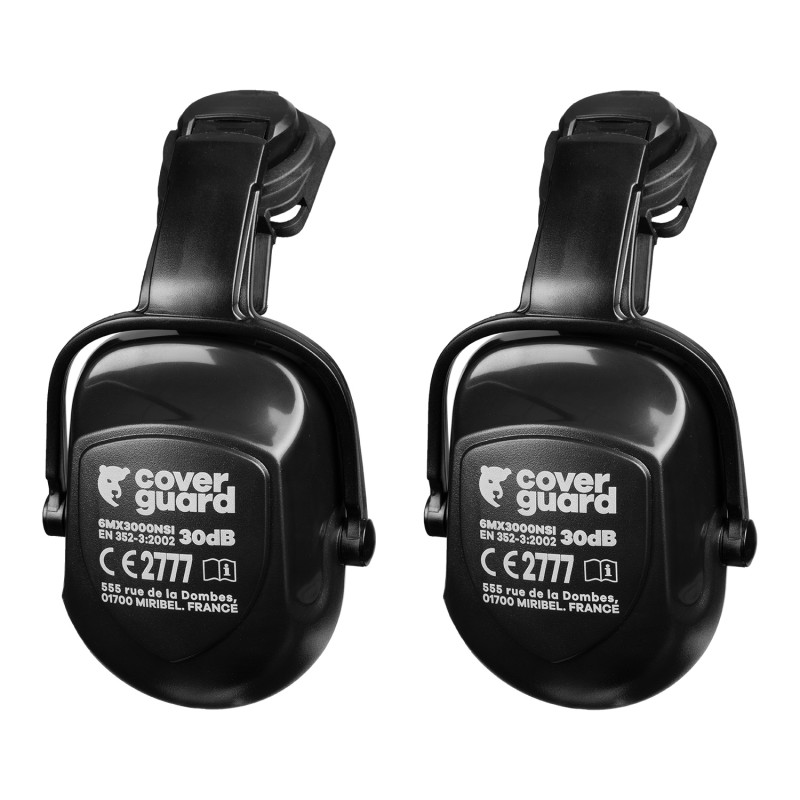 cover
guard
6MX3000NSI
EN 352-3:2002 30dB
CE 2777
555 rue de la Dombes,
01700 MIRIBEL. FRANCE
cover
guard
6MX3000NSI
EN 352-3:2002 30dB
CE 2777
555 rue de la Dombes,
01700 MIRIBEL. FRANCE